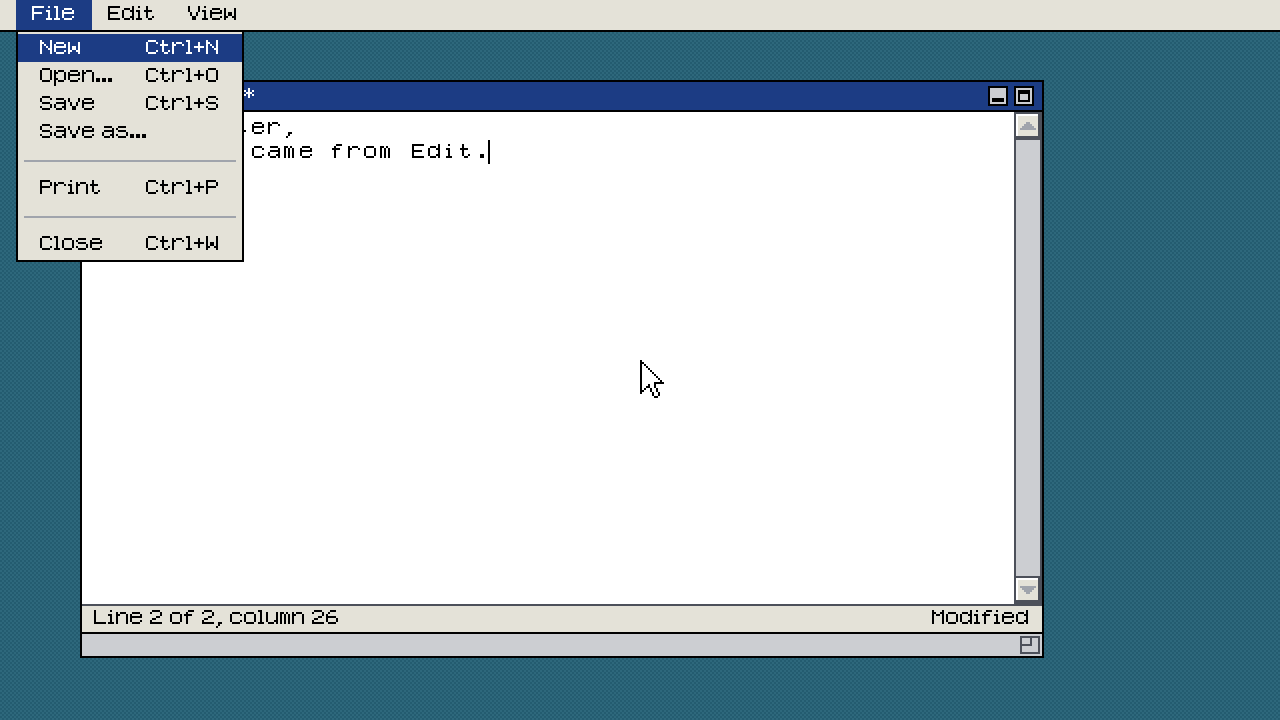 File Edit View
New Ctrl+N
Open... Ctrl+O
Save Ctrl+S
Save as...
Print Ctrl+P
Close Ctrl+W
*
came from Edit.
Line 2 of 2, column 26 Modified